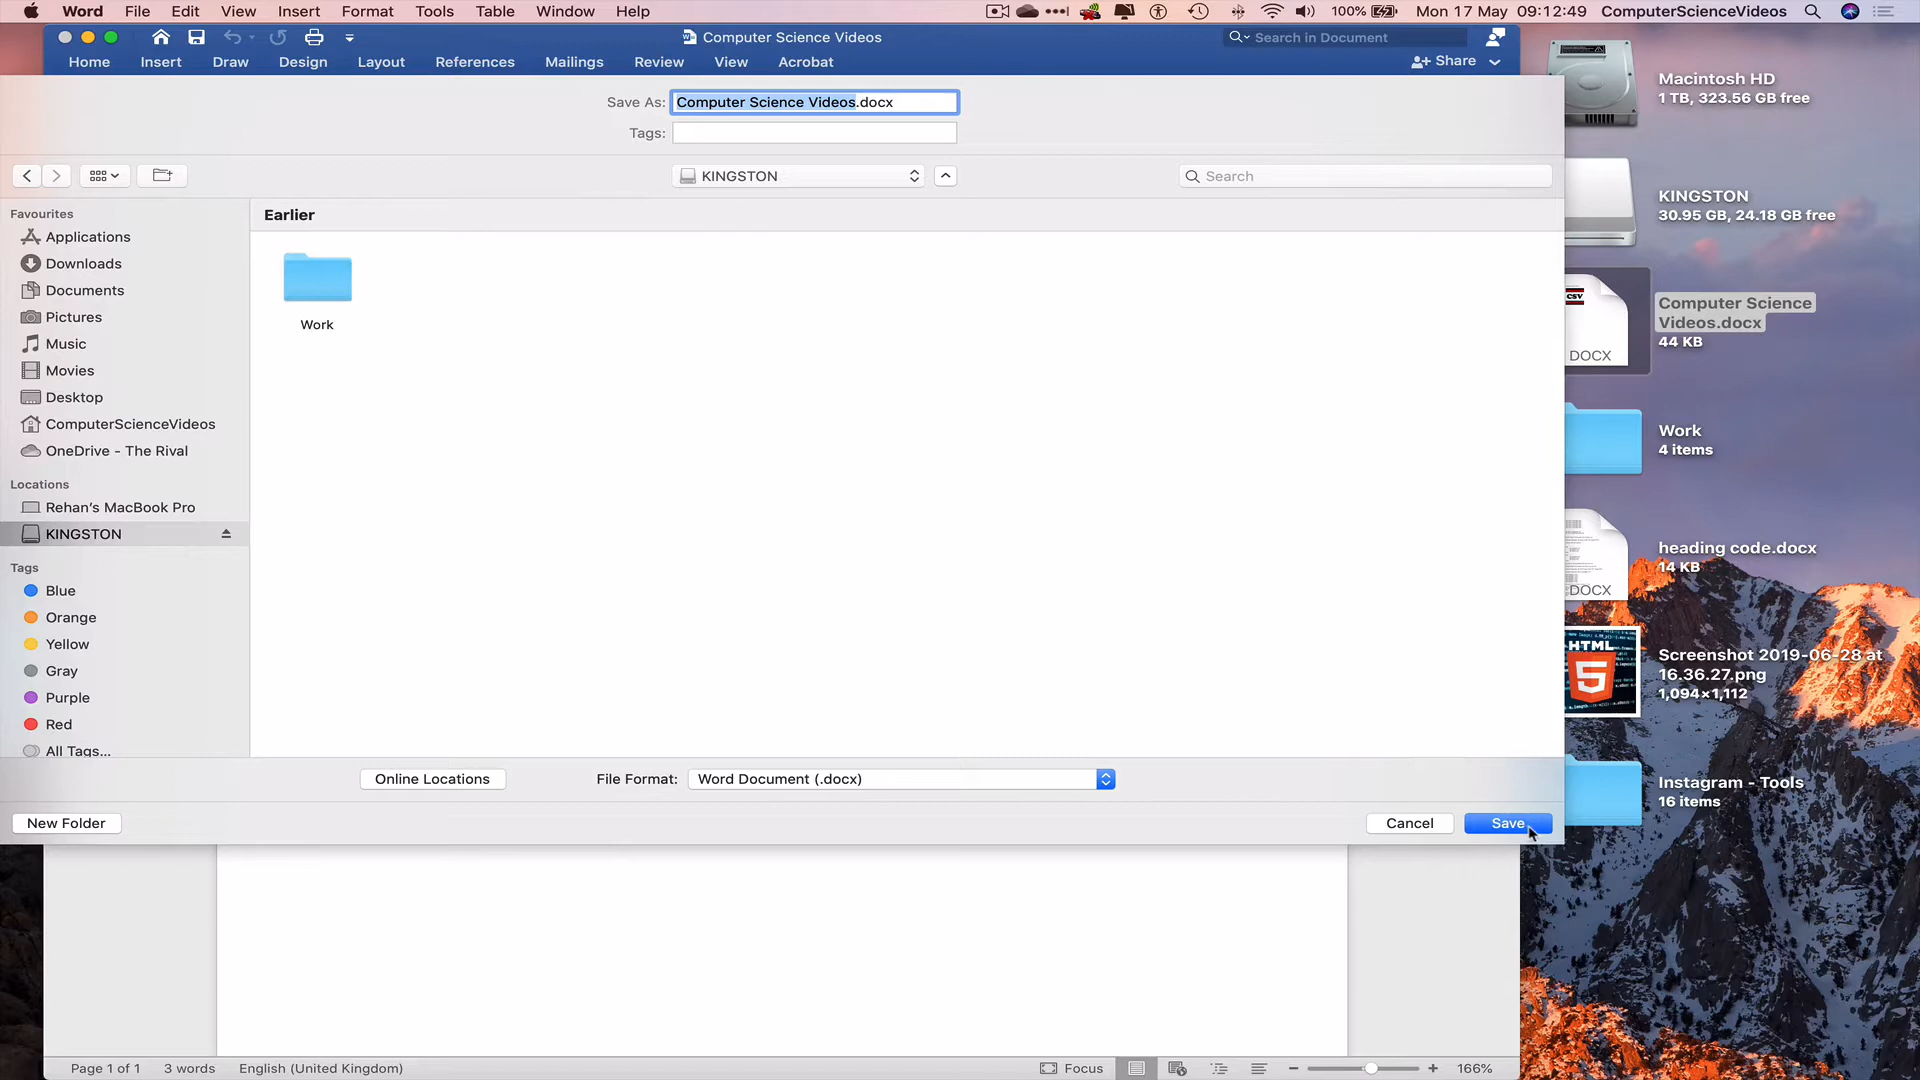 Word File Edit View Insert Format Tools Table Window Help 100% Mon 17 May 09:12:49 ComputerScienceVideos
Computer Science Videos
Search in Document
Home Insert Draw Design Layout References Mailings Review View Acrobat Share
Save As: Computer Science Videos.docx
Tags:
KINGSTON
Search
Favourites
Applications
Downloads
Documents
Pictures
Music
Movies
Desktop
ComputerScienceVideos
OneDrive - The Rival
Locations
Rehan's MacBook Pro
KINGSTON
Tags
Blue
Orange
Yellow
Gray
Purple
Red
All Tags...
Earlier
Work
Online Locations
File Format: Word Document (.docx)
New Folder
Cancel
Save
Page 1 of 1 3 words English (United Kingdom) Focus 166%
Macintosh HD
1 TB, 323.56 GB free
KINGSTON
30.95 GB, 24.18 GB free
CSV
DOCX
Computer Science
Videos.docx
44 KB
Work
4 items
DOCX
heading code.docx
14 KB
HTML
5
Screenshot 2019-06-28 at
16.36.27.png
1,094×1,112
Instagram - Tools
16 items